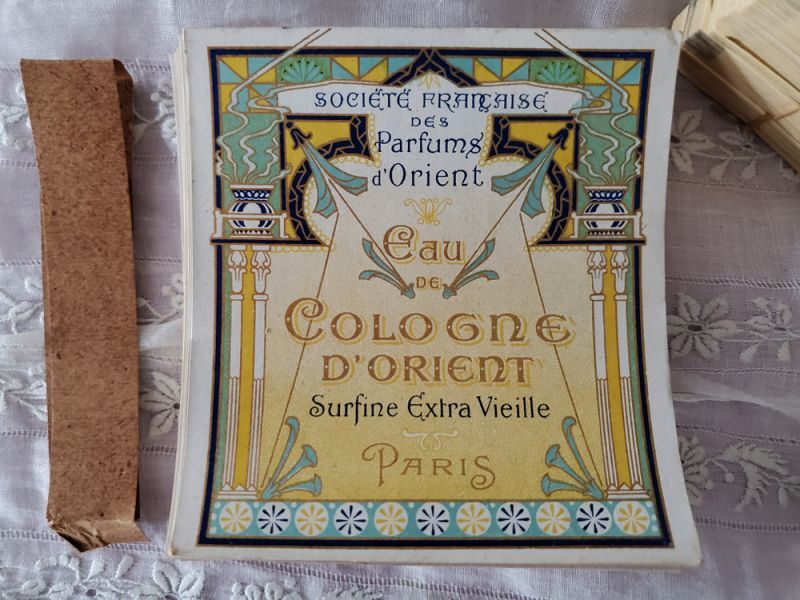 SOCIÉTÉ FRANÇAISE
DES
Parfums
d'Orient
Eau
DE
COLOGNE
D'ORIENT
Surfine Extra Vieille
PARIS